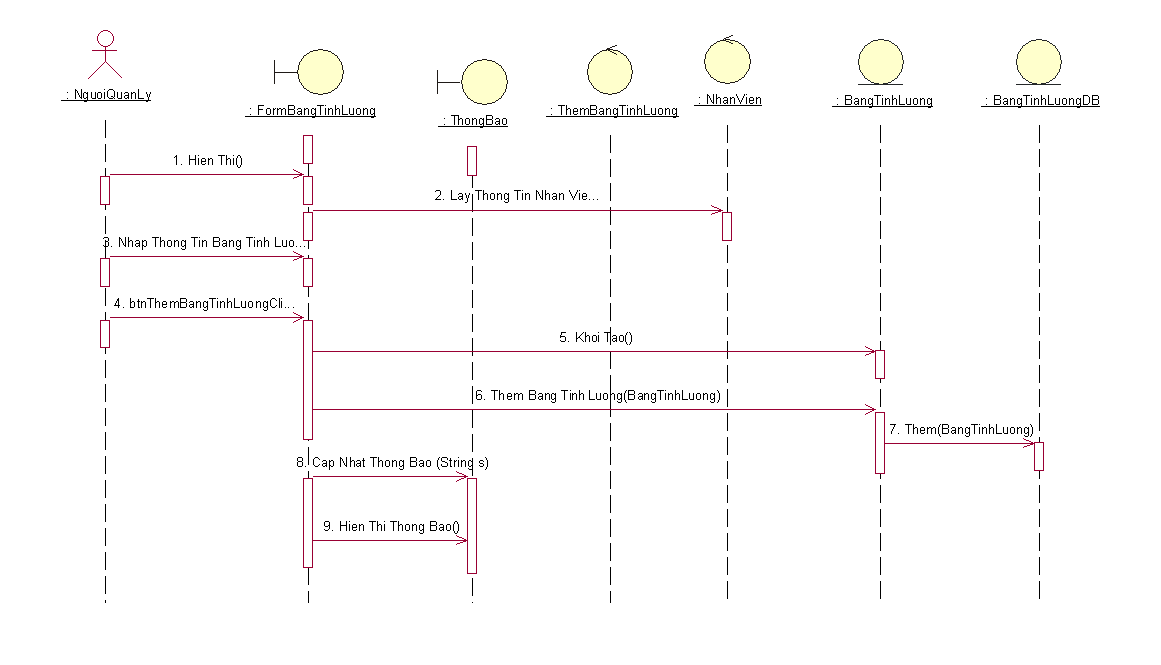 : NguoiQuanLy
: FormBangTinhLuong
: ThongBao
: ThemBangTinhLuong
: NhanVien
: BangTinhLuong
: BangTinhLuongDB
1. Hien Thi()
2. Lay Thong Tin Nhan Vie...
3. Nhap Thong Tin Bang Tinh Luo...
4. btnThemBangTinhLuongCli...
5. Khoi Tao()
6. Them Bang Tinh Luong(BangTinhLuong)
7. Them(BangTinhLuong)
8. Cap Nhat Thong Bao (String s)
9. Hien Thi Thong Bao()